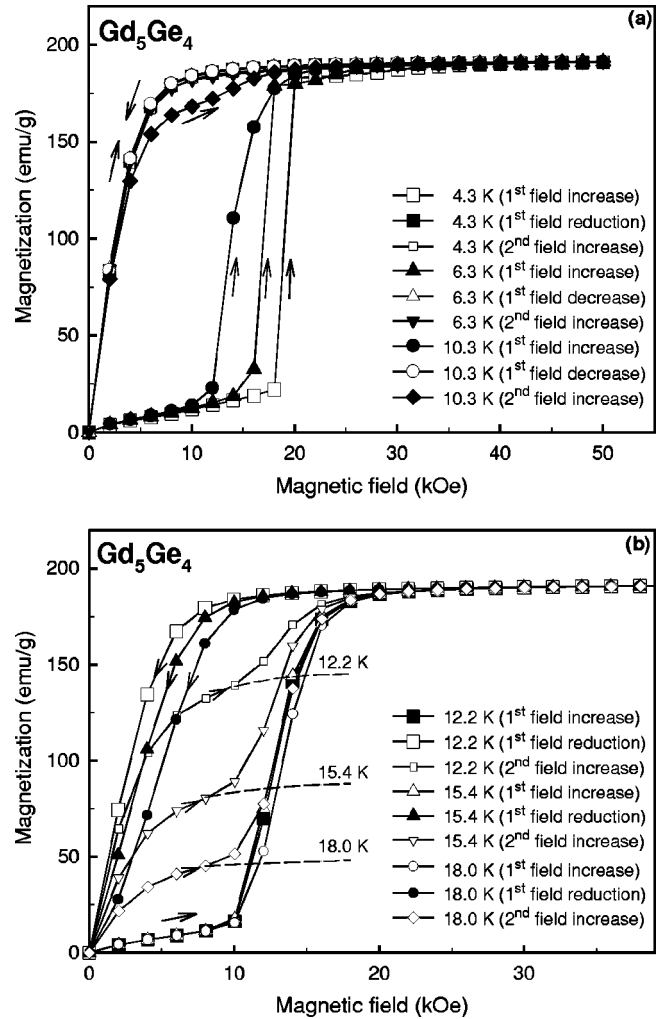 (a)
Gd5Ge4
200
150
100
50
0
Magnetization (emu/g)
4.3 K (1st field increase)
4.3 K (1st field reduction)
4.3 K (2nd field increase)
6.3 K (1st field increase)
6.3 K (1st field decrease)
6.3 K (2nd field increase)
10.3 K (1st field increase)
10.3 K (1st field decrease)
10.3 K (2nd field increase)
0 10 20 30 40 50
Magnetic field (kOe)
(b)
Gd5Ge4
200
150
100
50
0
Magnetization (emu/g)
12.2 K
15.4 K
18.0 K
12.2 K (1st field increase)
12.2 K (1st field reduction)
12.2 K (2nd field increase)
15.4 K (1st field increase)
15.4 K (1st field reduction)
15.4 K (2nd field increase)
18.0 K (1st field increase)
18.0 K (1st field reduction)
18.0 K (2nd field increase)
0 10 20 30
Magnetic field (kOe)